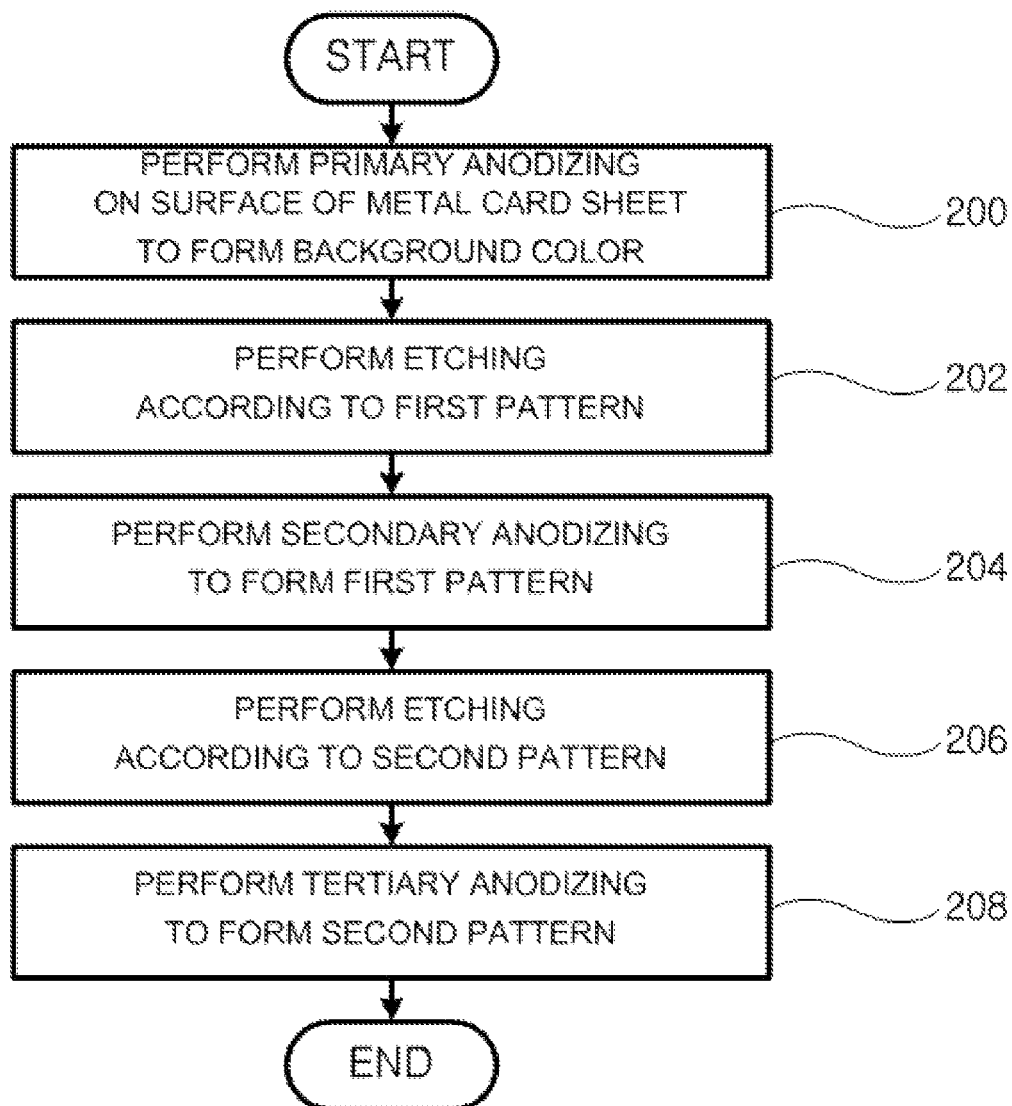 START
PERFORM PRIMARY ANODIZING
ON SURFACE OF METAL CARD SHEET
TO FORM BACKGROUND COLOR
200
PERFORM ETCHING
ACCORDING TO FIRST PATTERN
202
PERFORM SECONDARY ANODIZING
TO FORM FIRST PATTERN
204
PERFORM ETCHING
ACCORDING TO SECOND PATTERN
206
PERFORM TERTIARY ANODIZING
TO FORM SECOND PATTERN
208
END